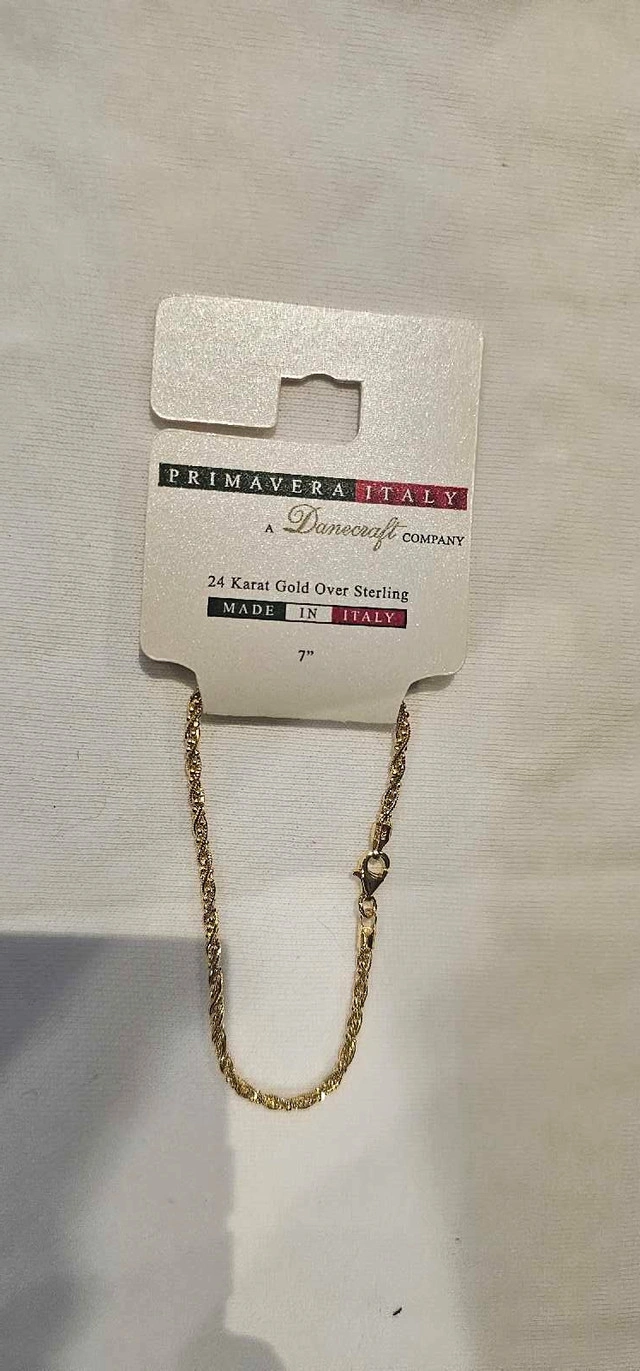 PRIMAVERA ITALY
A Danecraft COMPANY
24 Karat Gold Over Sterling
MADE IN ITALY
7”